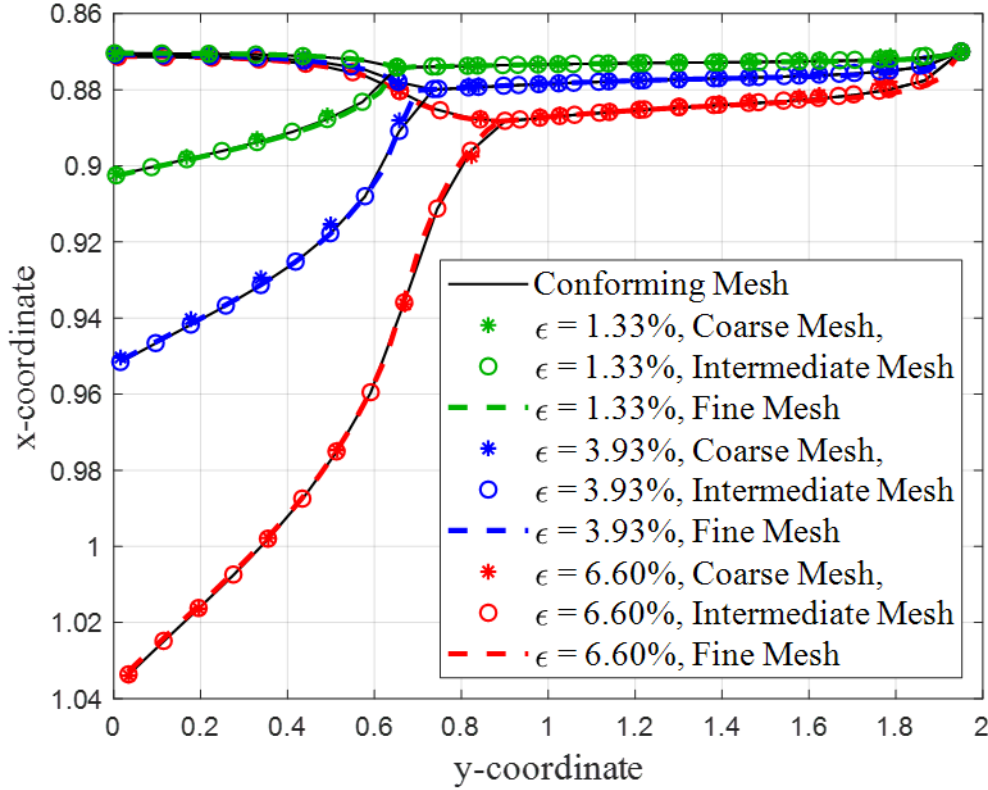 0.86
0.88
0.9
0.92
0.94
0.96
0.98
1
1.02
1.04
x-coordinate
Conforming Mesh
ϵ = 1.33%, Coarse Mesh,
ϵ = 1.33%, Intermediate Mesh
ϵ = 1.33%, Fine Mesh
ϵ = 3.93%, Coarse Mesh,
ϵ = 3.93%, Intermediate Mesh
ϵ = 3.93%, Fine Mesh
ϵ = 6.60%, Coarse Mesh,
ϵ = 6.60%, Intermediate Mesh
ϵ = 6.60%, Fine Mesh
0 0.2 0.4 0.6 0.8 1 1.2 1.4 1.6 1.8 2
y-coordinate